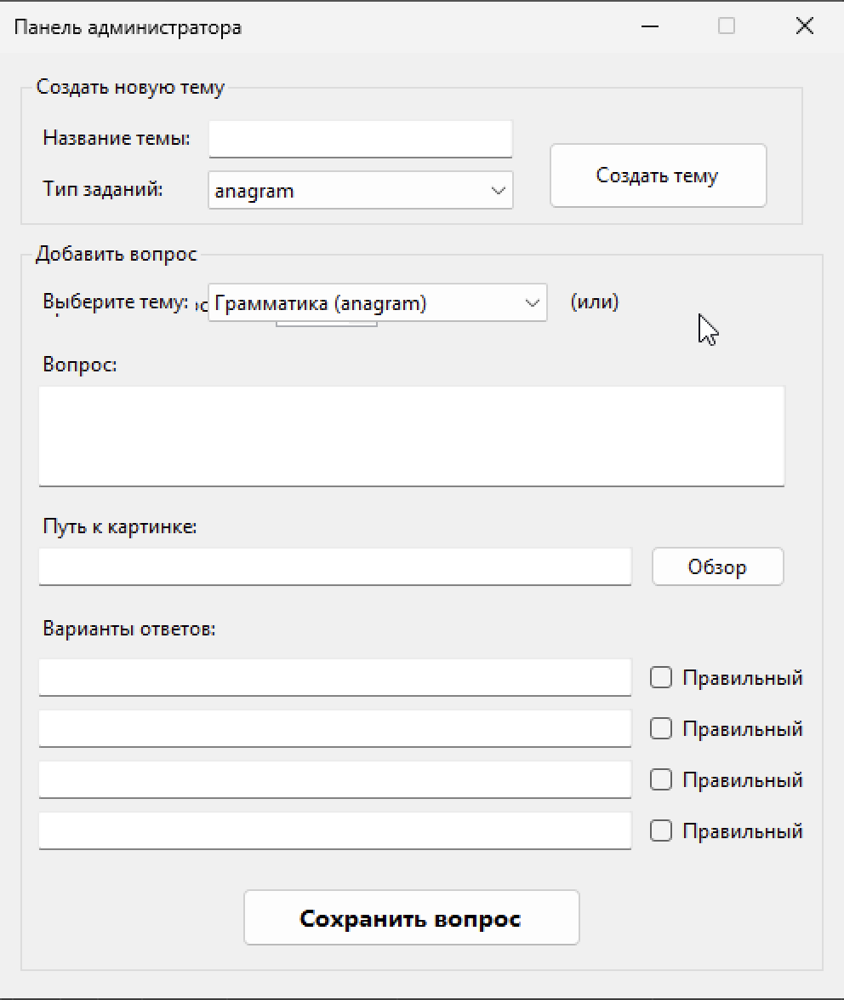 Панель администратора
Создать новую тему
Название темы:
Тип заданий: anagram
Создать тему
Добавить вопрос
Выберите тему: Грамматика (anagram) (или)
Вопрос:
Путь к картинке:
Обзор
Варианты ответов:
Правильный
Правильный
Правильный
Правильный
Сохранить вопрос